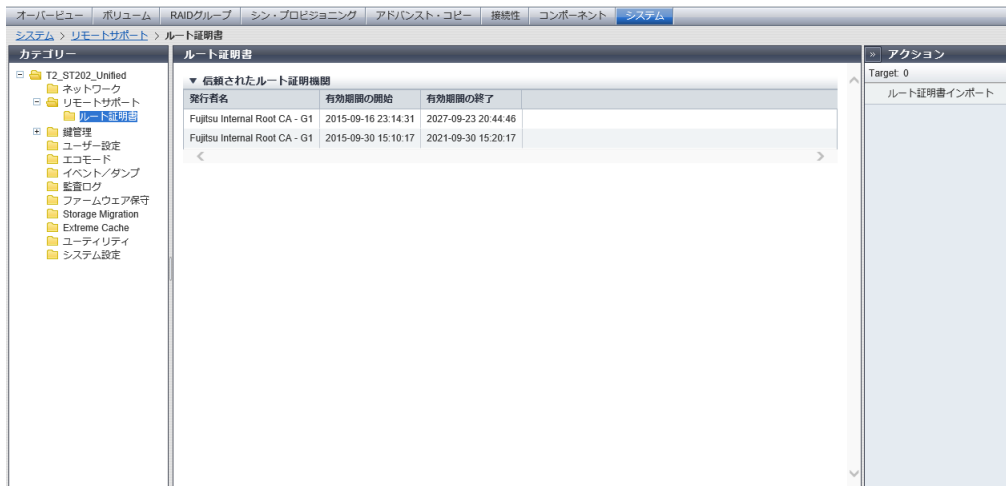 オーバービュー ボリューム RAIDグループ シン・プロビジョニング アドバンスト・コピー 接続性 コンポーネント システム
システム > リモートサポート > ルート証明書
カテゴリー
T2_ST202_Unified
ネットワーク
リモートサポート
ルート証明書
鍵管理
ユーザー設定
エコモード
イベント/ダンプ
監査ログ
ファームウェア保守
Storage Migration
Extreme Cache
ユーティリティ
システム設定
ルート証明書
▼ 信頼されたルート証明機関
発行者名 有効期間の開始 有効期間の終了
Fujitsu Internal Root CA - G1 2015-09-16 23:14:31 2027-09-23 20:44:46
Fujitsu Internal Root CA - G1 2015-09-30 15:10:17 2021-09-30 15:20:17
» アクション
Target: 0
ルート証明書インポート